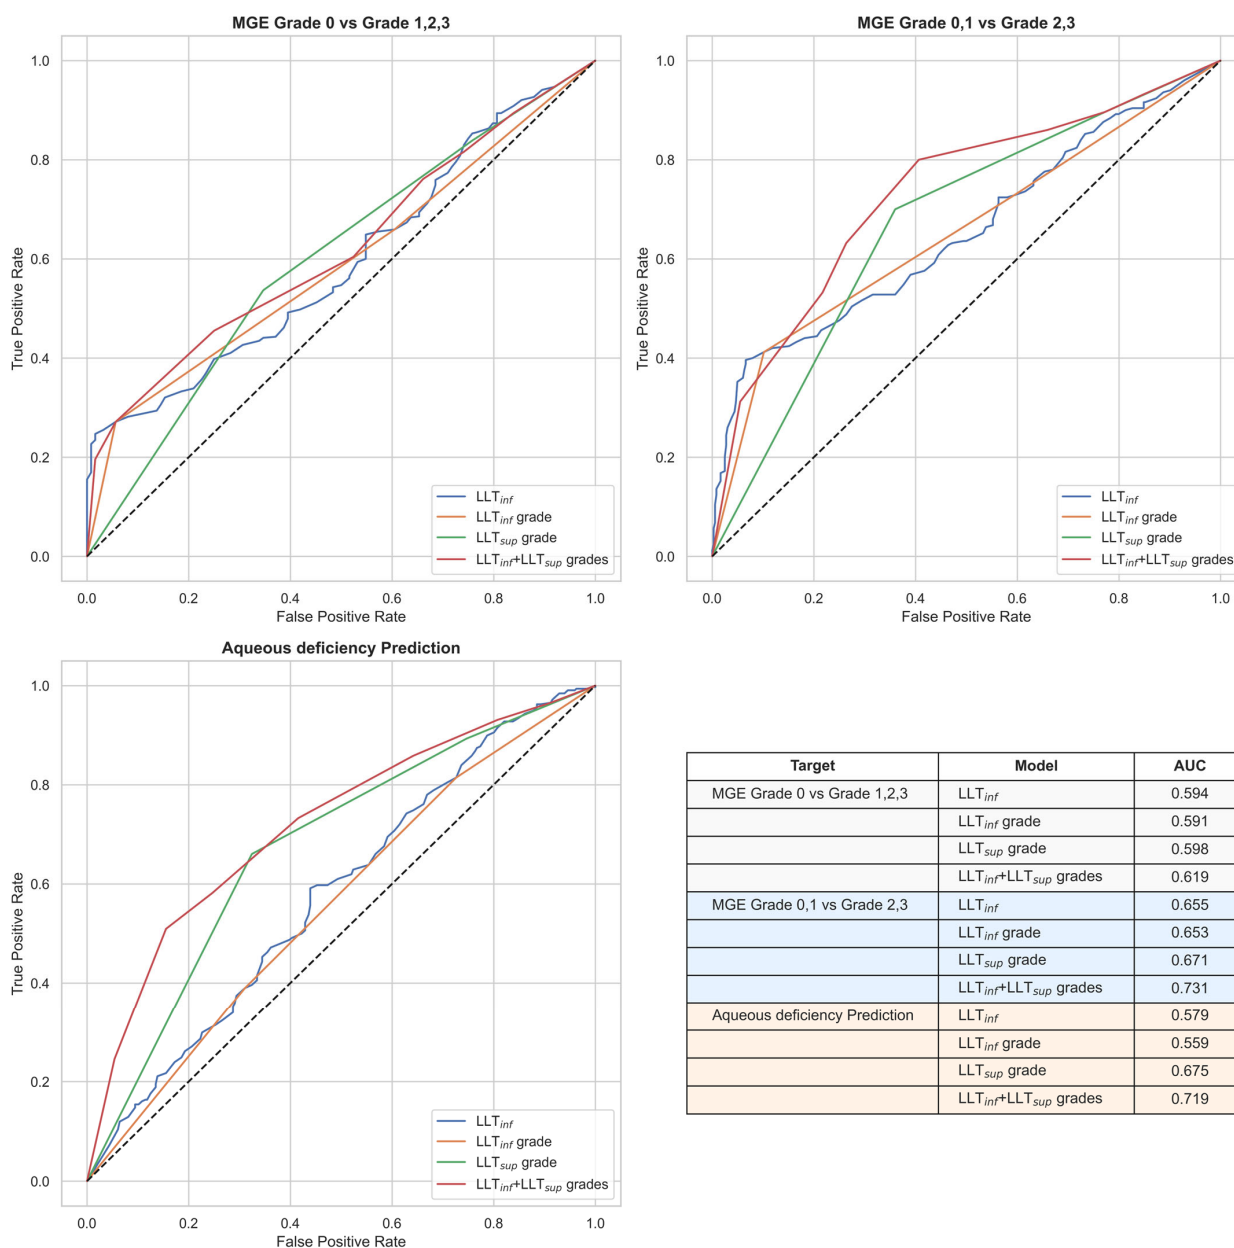 MGE Grade 0 vs Grade 1,2,3
True Positive Rate
1.0
0.8
0.6
0.4
0.2
0.0
LLTinf
LLTinf grade
LLTsup grade
LLTinf+LLTsup grades
0.0 0.2 0.4 0.6 0.8 1.0
False Positive Rate
MGE Grade 0,1 vs Grade 2,3
True Positive Rate
1.0
0.8
0.6
0.4
0.2
0.0
LLTinf
LLTinf grade
LLTsup grade
LLTinf+LLTsup grades
0.0 0.2 0.4 0.6 0.8 1.0
False Positive Rate
Aqueous deficiency Prediction
True Positive Rate
1.0
0.8
0.6
0.4
0.2
0.0
LLTinf
LLTinf grade
LLTsup grade
LLTinf+LLTsup grades
0.0 0.2 0.4 0.6 0.8 1.0
False Positive Rate
Target Model AUC
MGE Grade 0 vs Grade 1,2,3 LLTinf 0.594
LLTinf grade 0.591
LLTsup grade 0.598
LLTinf+LLTsup grades 0.619
MGE Grade 0,1 vs Grade 2,3 LLTinf 0.655
LLTinf grade 0.653
LLTsup grade 0.671
LLTinf+LLTsup grades 0.731
Aqueous deficiency Prediction LLTinf 0.579
LLTinf grade 0.559
LLTsup grade 0.675
LLTinf+LLTsup grades 0.719